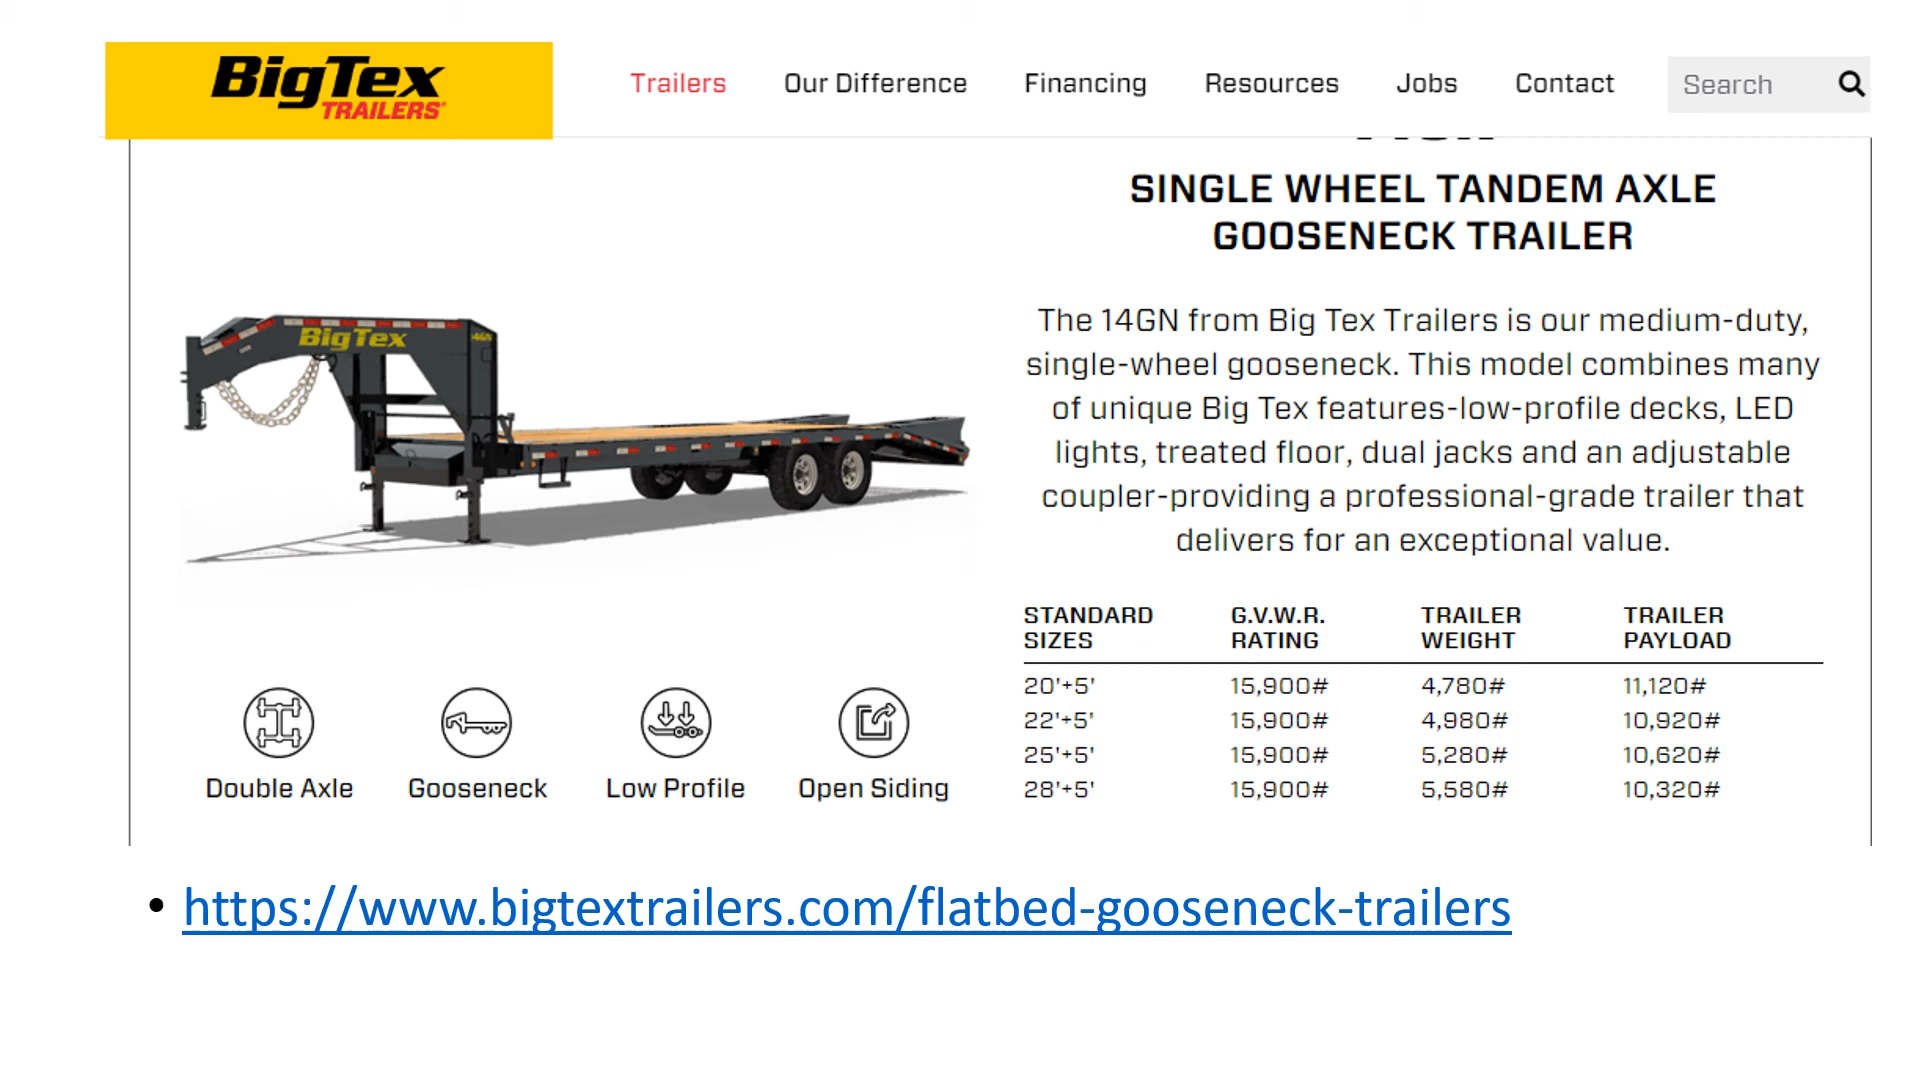 BigTex
TRAILERS
Trailers Our Difference Financing Resources Jobs Contact Search
SINGLE WHEEL TANDEM AXLE
GOOSENECK TRAILER
The 14GN from Big Tex Trailers is our medium-duty,
single-wheel gooseneck. This model combines many
of unique Big Tex features-low-profile decks, LED
lights, treated floor, dual jacks and an adjustable
coupler-providing a professional-grade trailer that
delivers for an exceptional value.
BigTex
STANDARD SIZES G.V.W.R. RATING TRAILER WEIGHT TRAILER PAYLOAD
20'+5' 15,900# 4,780# 11,120#
22'+5' 15,900# 4,980# 10,920#
25'+5' 15,900# 5,280# 10,620#
28'+5' 15,900# 5,580# 10,320#
Double Axle Gooseneck Low Profile Open Siding
• https://www.bigtextrailers.com/flatbed-gooseneck-trailers